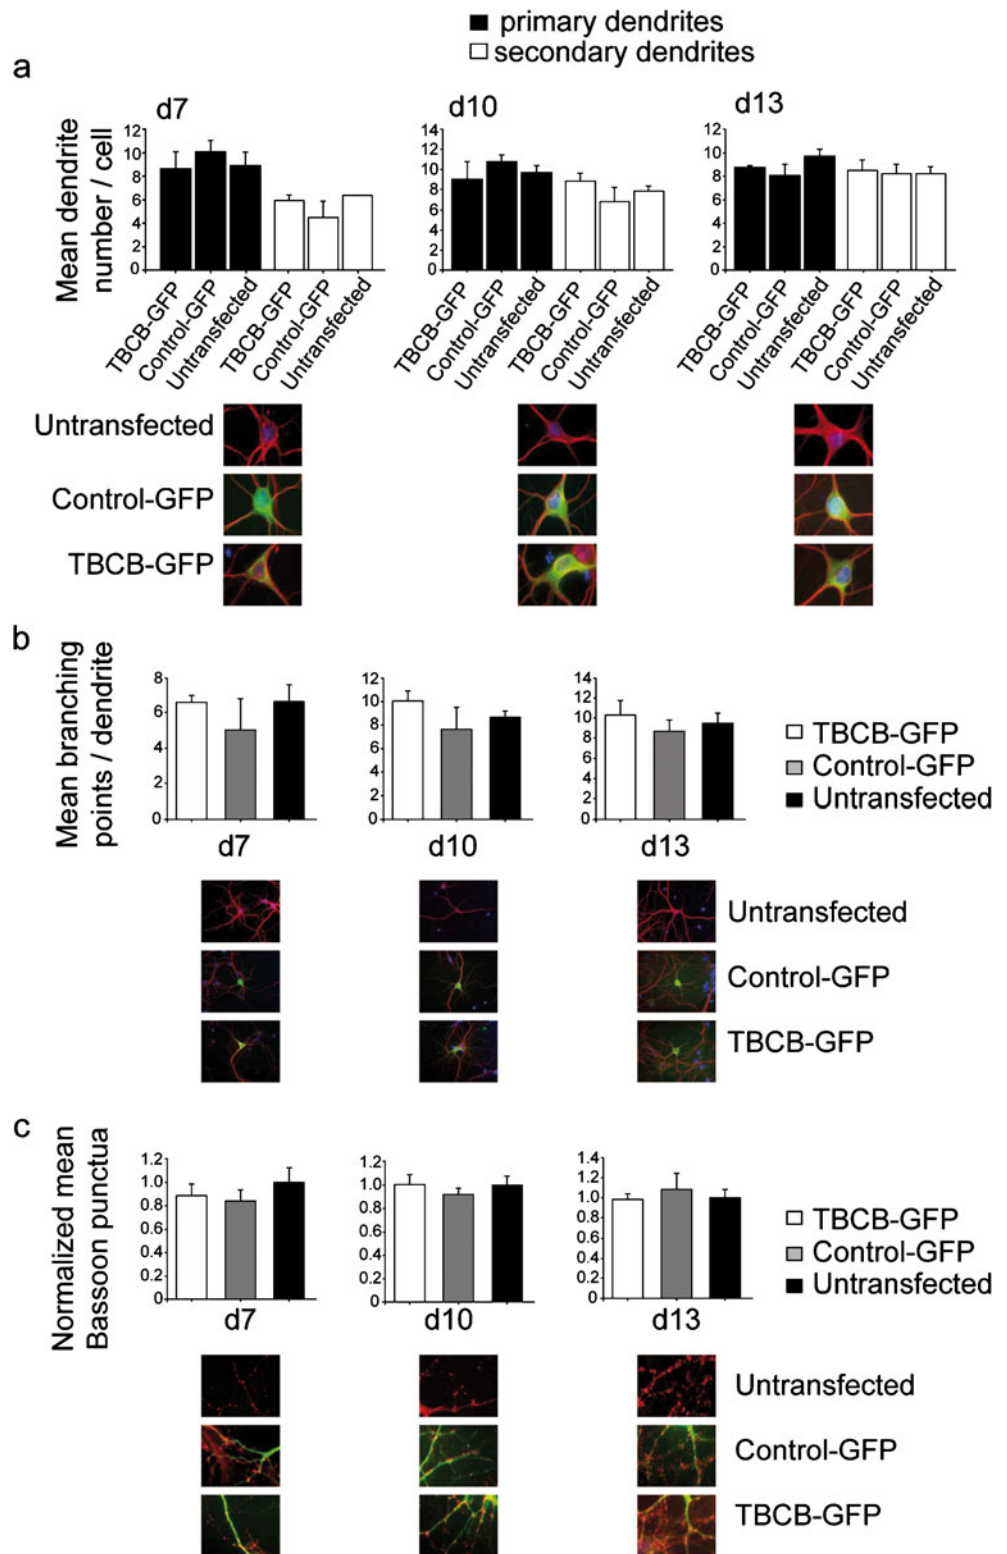 primary dendrites
secondary dendrites
a
d7
d10
d13
Mean dendrite
number / cell
12
10
8
6
4
2
0
14
12
10
8
6
4
2
0
12
10
8
6
4
2
0
TBCB-GFP
Control-GFP
Untransfected
TBCB-GFP
Control-GFP
Untransfected
TBCB-GFP
Control-GFP
Untransfected
TBCB-GFP
Control-GFP
Untransfected
TBCB-GFP
Control-GFP
Untransfected
TBCB-GFP
Control-GFP
Untransfected
Untransfected
Control-GFP
TBCB-GFP
b
Mean branching
points / dendrite
8
6
4
2
0
12
10
8
6
4
2
0
14
12
10
8
6
4
2
0
d7
d10
d13
TBCB-GFP
Control-GFP
Untransfected
Untransfected
Control-GFP
TBCB-GFP
c
Normalized mean
Bassoon punctua
1.2
1
0.8
0.6
0.4
0.2
0
1.2
1.0
0.8
0.6
0.4
0.2
0
1.4
1.2
1
0.8
0.6
0.4
0.2
0
d7
d10
d13
TBCB-GFP
Control-GFP
Untransfected
Untransfected
Control-GFP
TBCB-GFP